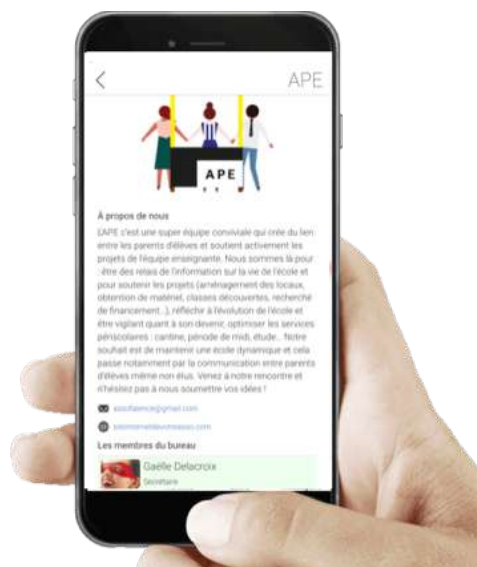 APE
APE
À propos de nous
L'APE c'est une super équipe conviviale qui crée du lien
entre les parents d'élèves et soutient activement les
projets de l'équipe enseignante. Nous sommes là pour
: être des relais de l'information sur la vie de l'école et
pour soutenir les projets (aménagement des locaux,
obtention de matériel, classes découvertes, recherché
de financement…), réfléchir à l'évolution de l'école et
être vigilant quant à son devenir, optimiser les services
périscolaires : cantine, période de midi, étude... Notre
souhait est de maintenir une école dynamique et cela
passe notamment par la communication entre parents
d'élèves même non élus. Venez à notre rencontre et
n'hésitez pas à nous soumettre vos idées !
siteinternetdevotreasso.com
Les membres du bureau
Gaëlle Delacroix
Secrétaire